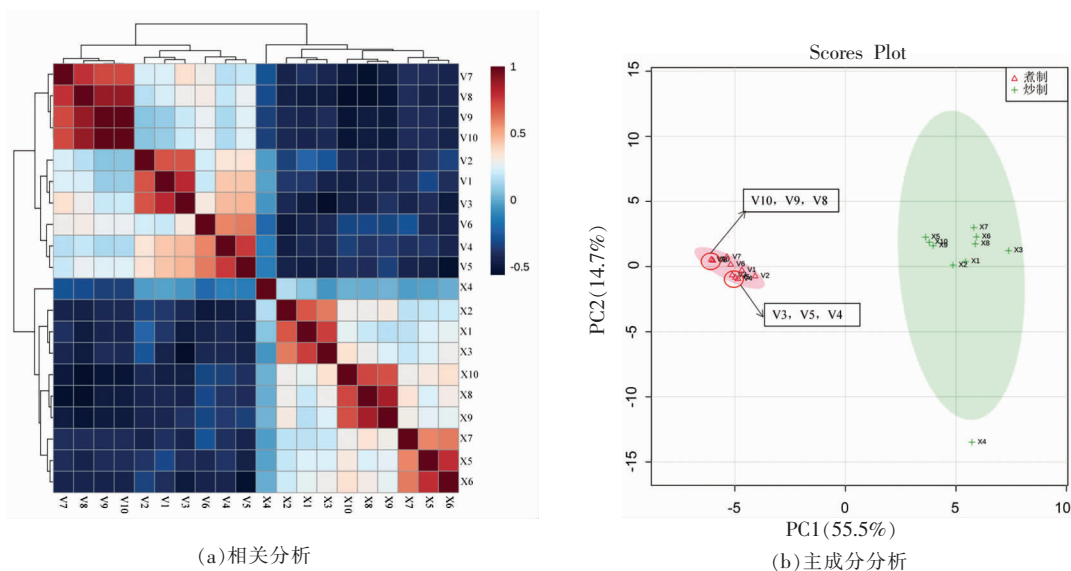 V7
V8
V9
V10
V2
V1
V3
V6
V4
V5
X4
X2
X1
X3
X10
X8
X9
X7
X5
X6
V7 V8 V9 V10 V2 V1 V3 V6 V4 V5 X4 X2 X1 X3 X10 X8 X9 X7 X5 X6
1
0.5
0
-0.5
(a)相关分析
Scores Plot
煮制
炒制
15
10
5
0
-5
-10
-15
PC2(14.7%)
V10, V9, V8
V3, V5, V4
V7
V6
V1
V2
X7
X5
X6
X10
X8
X3
X1
X2
X4
-5 0 5 10
PC1(55.5%)
(b)主成分分析